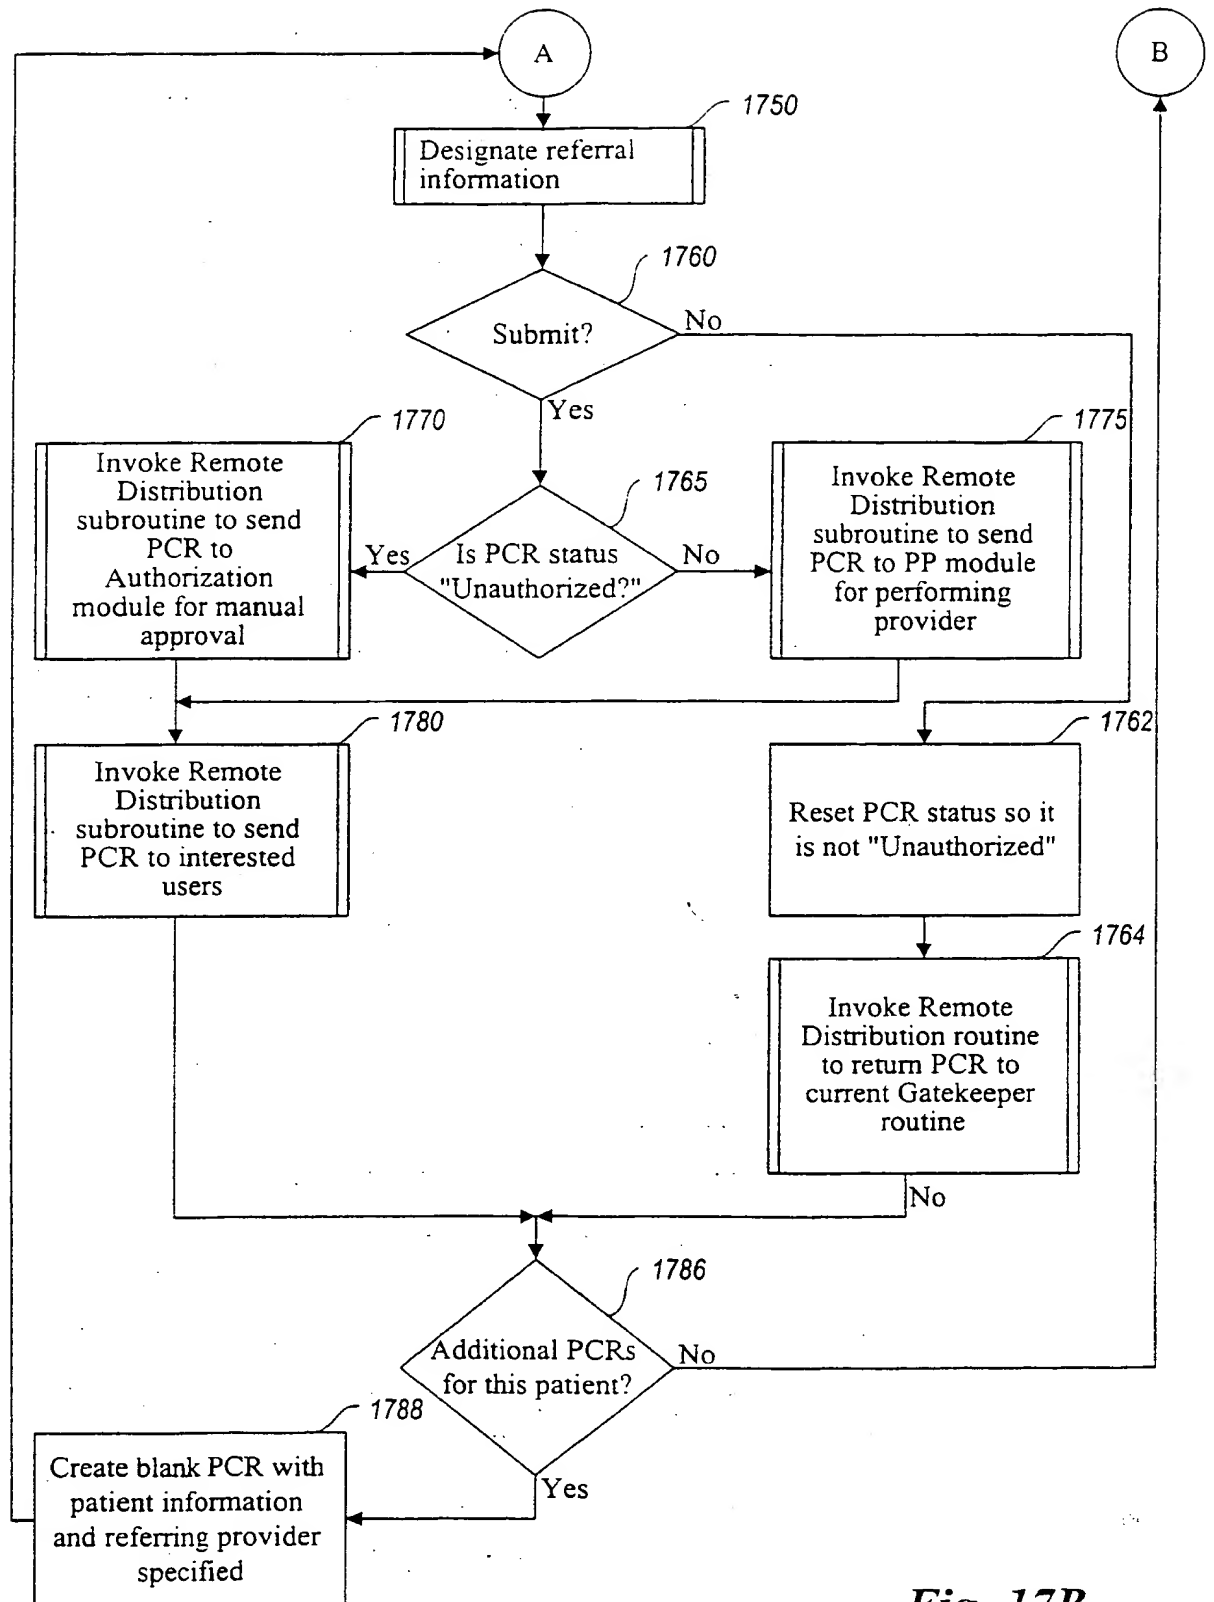 A
B
1750
Designate referral
information
1760
Submit?
No
Yes
1770
Invoke Remote
Distribution
subroutine to send
PCR to
Authorization
module for manual
approval
1765
Yes
Is PCR status
"Unauthorized?"
No
1775
Invoke Remote
Distribution
subroutine to send
PCR to PP module
for performing
provider
1780
Invoke Remote
Distribution
subroutine to send
PCR to interested
users
1762
Reset PCR status so it
is not "Unauthorized"
1764
Invoke Remote
Distribution routine
to return PCR to
current Gatekeeper
routine
No
1786
Additional PCRs
for this patient?
No
Yes
1788
Create blank PCR with
patient information
and referring provider
specified
Fig. 17B